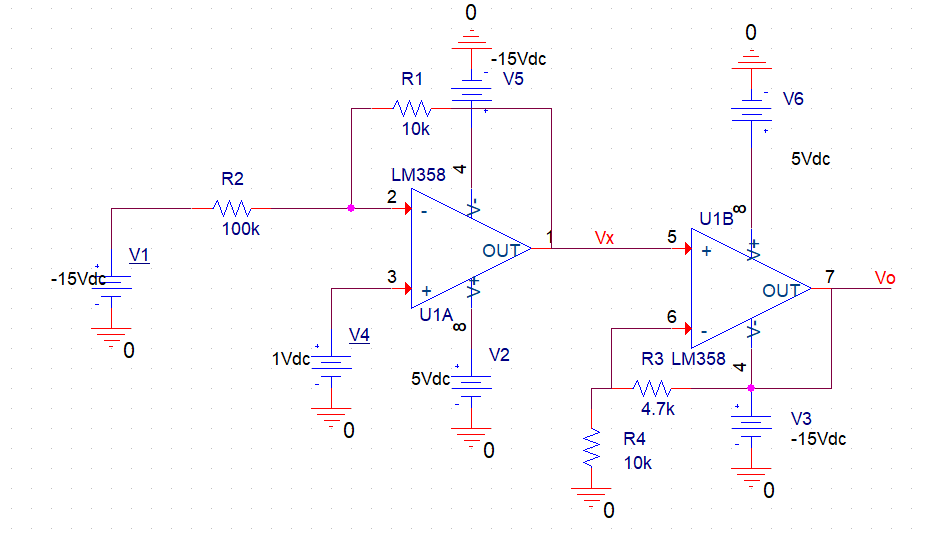 0
0
-15Vdc
V5
R1
10k
V6
5Vdc
4
LM358
R2
100k
2
-
V-
8
U1B
V+
1
Vx
5
+
OUT
V1
-15Vdc
0
3
+
V+
U1A
8
OUT
7
Vo
6
-
V-
V4
1Vdc
0
V2
5Vdc
0
R3
LM358
4
4.7k
V3
-15Vdc
R4
10k
0
0